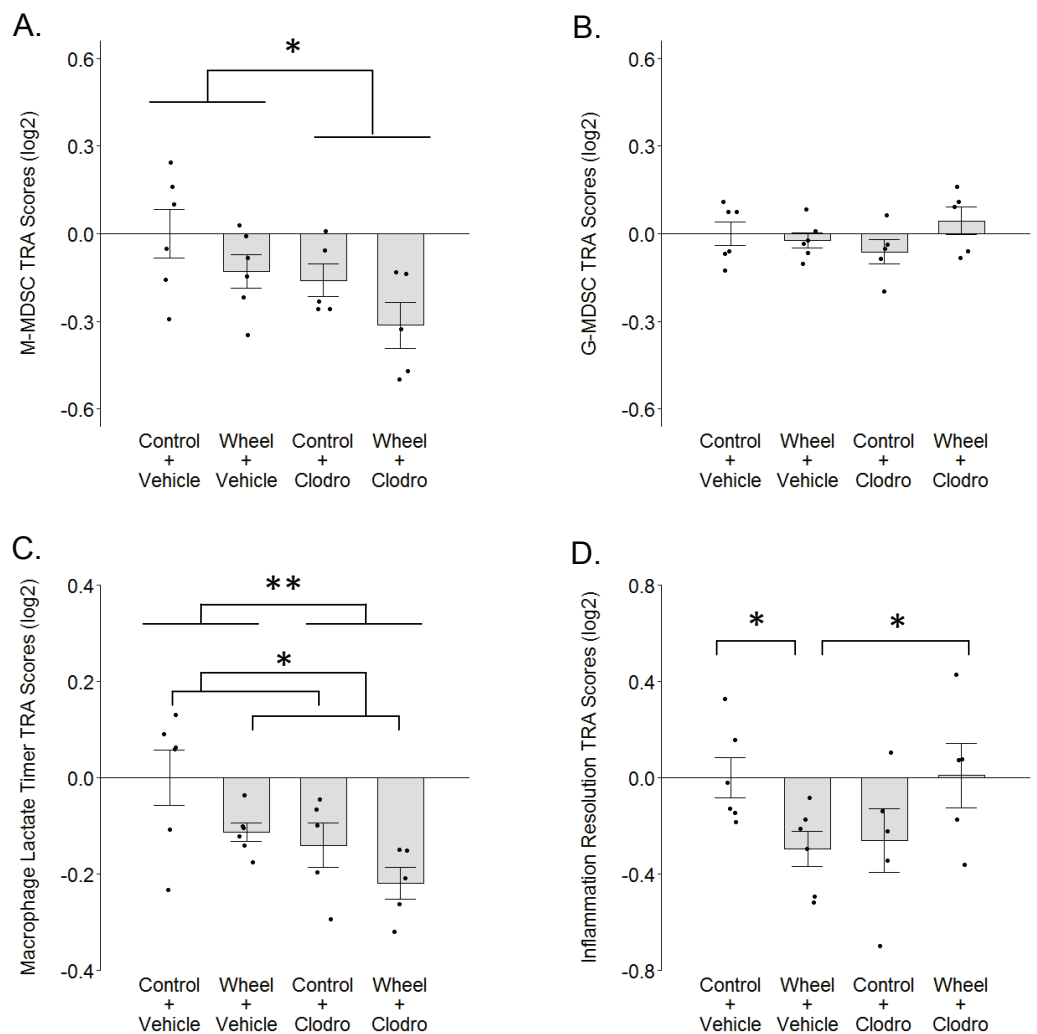 A.
*
M-MDSC TRA Scores (log2)
0.6
0.3
0.0
-0.3
-0.6
Control + Vehicle
Wheel + Vehicle
Control + Clodro
Wheel + Clodro
B.
G-MDSC TRA Scores (log2)
0.6
0.3
0.0
-0.3
-0.6
Control + Vehicle
Wheel + Vehicle
Control + Clodro
Wheel + Clodro
C.
**
*
Macrophage Lactate Timer TRA Scores (log2)
0.4
0.2
0.0
-0.2
-0.4
Control + Vehicle
Wheel + Vehicle
Control + Clodro
Wheel + Clodro
D.
*
*
Inflammation Resolution TRA Scores (log2)
0.8
0.4
0.0
-0.4
-0.8
Control + Vehicle
Wheel + Vehicle
Control + Clodro
Wheel + Clodro